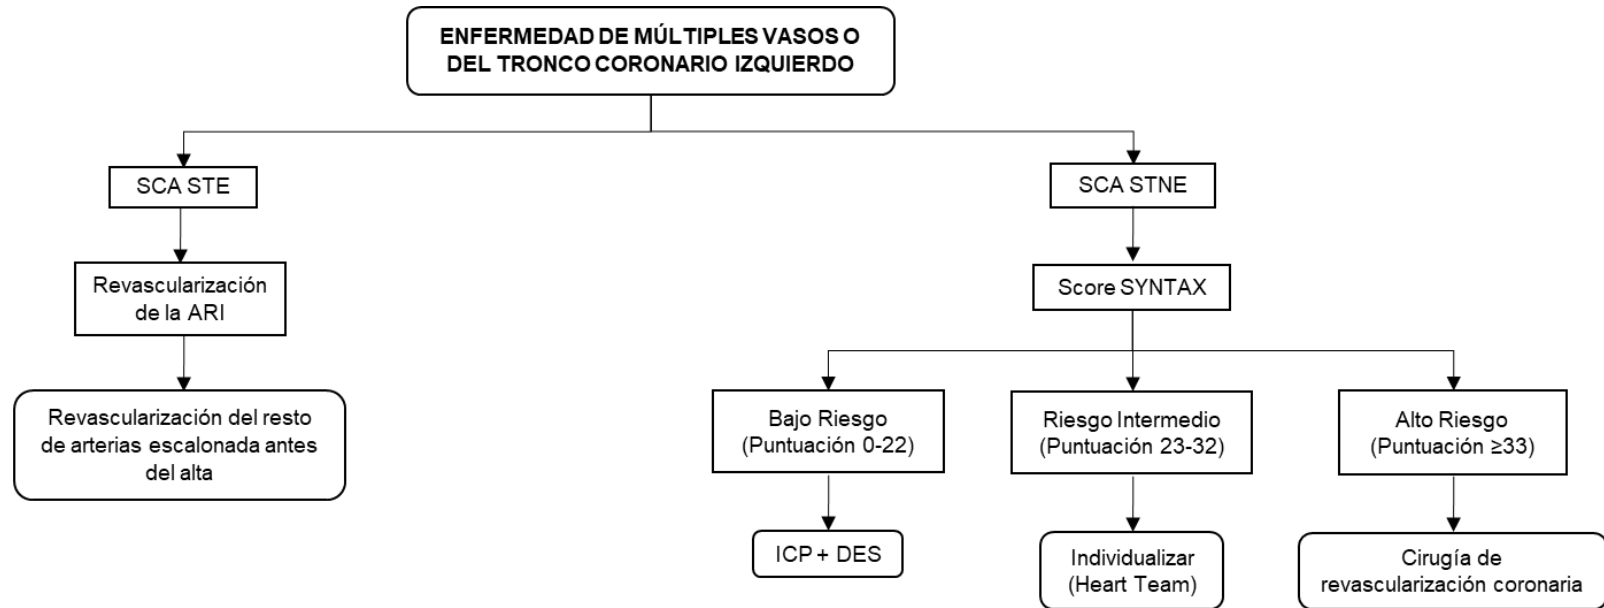 ENFERMEDAD DE MÚLTIPLES VASOS O
DEL TRONCO CORONARIO IZQUIERDO
SCA STE
SCA STNE
Revascularización
de la ARI
Score SYNTAX
Revascularización del resto
de arterias escalonada antes
del alta
Bajo Riesgo
(Puntuación 0-22)
Riesgo Intermedio
(Puntuación 23-32)
Alto Riesgo
(Puntuación ≥33)
ICP + DES
Individualizar
(Heart Team)
Cirugía de
revascularización coronaria